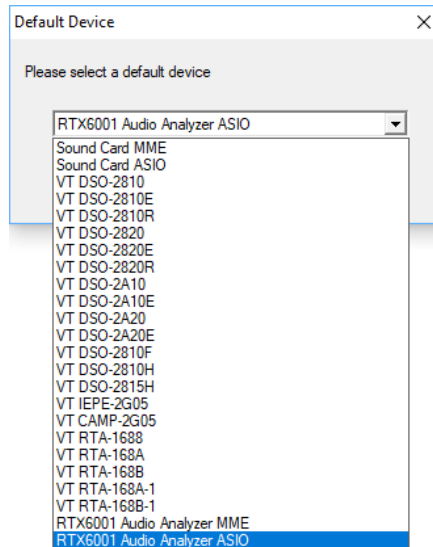 Default Device
Please select a default device
RTX6001 Audio Analyzer ASIO
Sound Card MME
Sound Card ASIO
VT DSO-2810
VT DSO-2810E
VT DSO-2810R
VT DSO-2820
VT DSO-2820E
VT DSO-2820R
VT DSO-2A10
VT DSO-2A10E
VT DSO-2A20
VT DSO-2A20E
VT DSO-2810F
VT DSO-2810H
VT DSO-2815H
VT IEPE-2G05
VT CAMP-2G05
VT RTA-1688
VT RTA-168A
VT RTA-168B
VT RTA-168A-1
VT RTA-168B-1
RTX6001 Audio Analyzer MME
RTX6001 Audio Analyzer ASIO